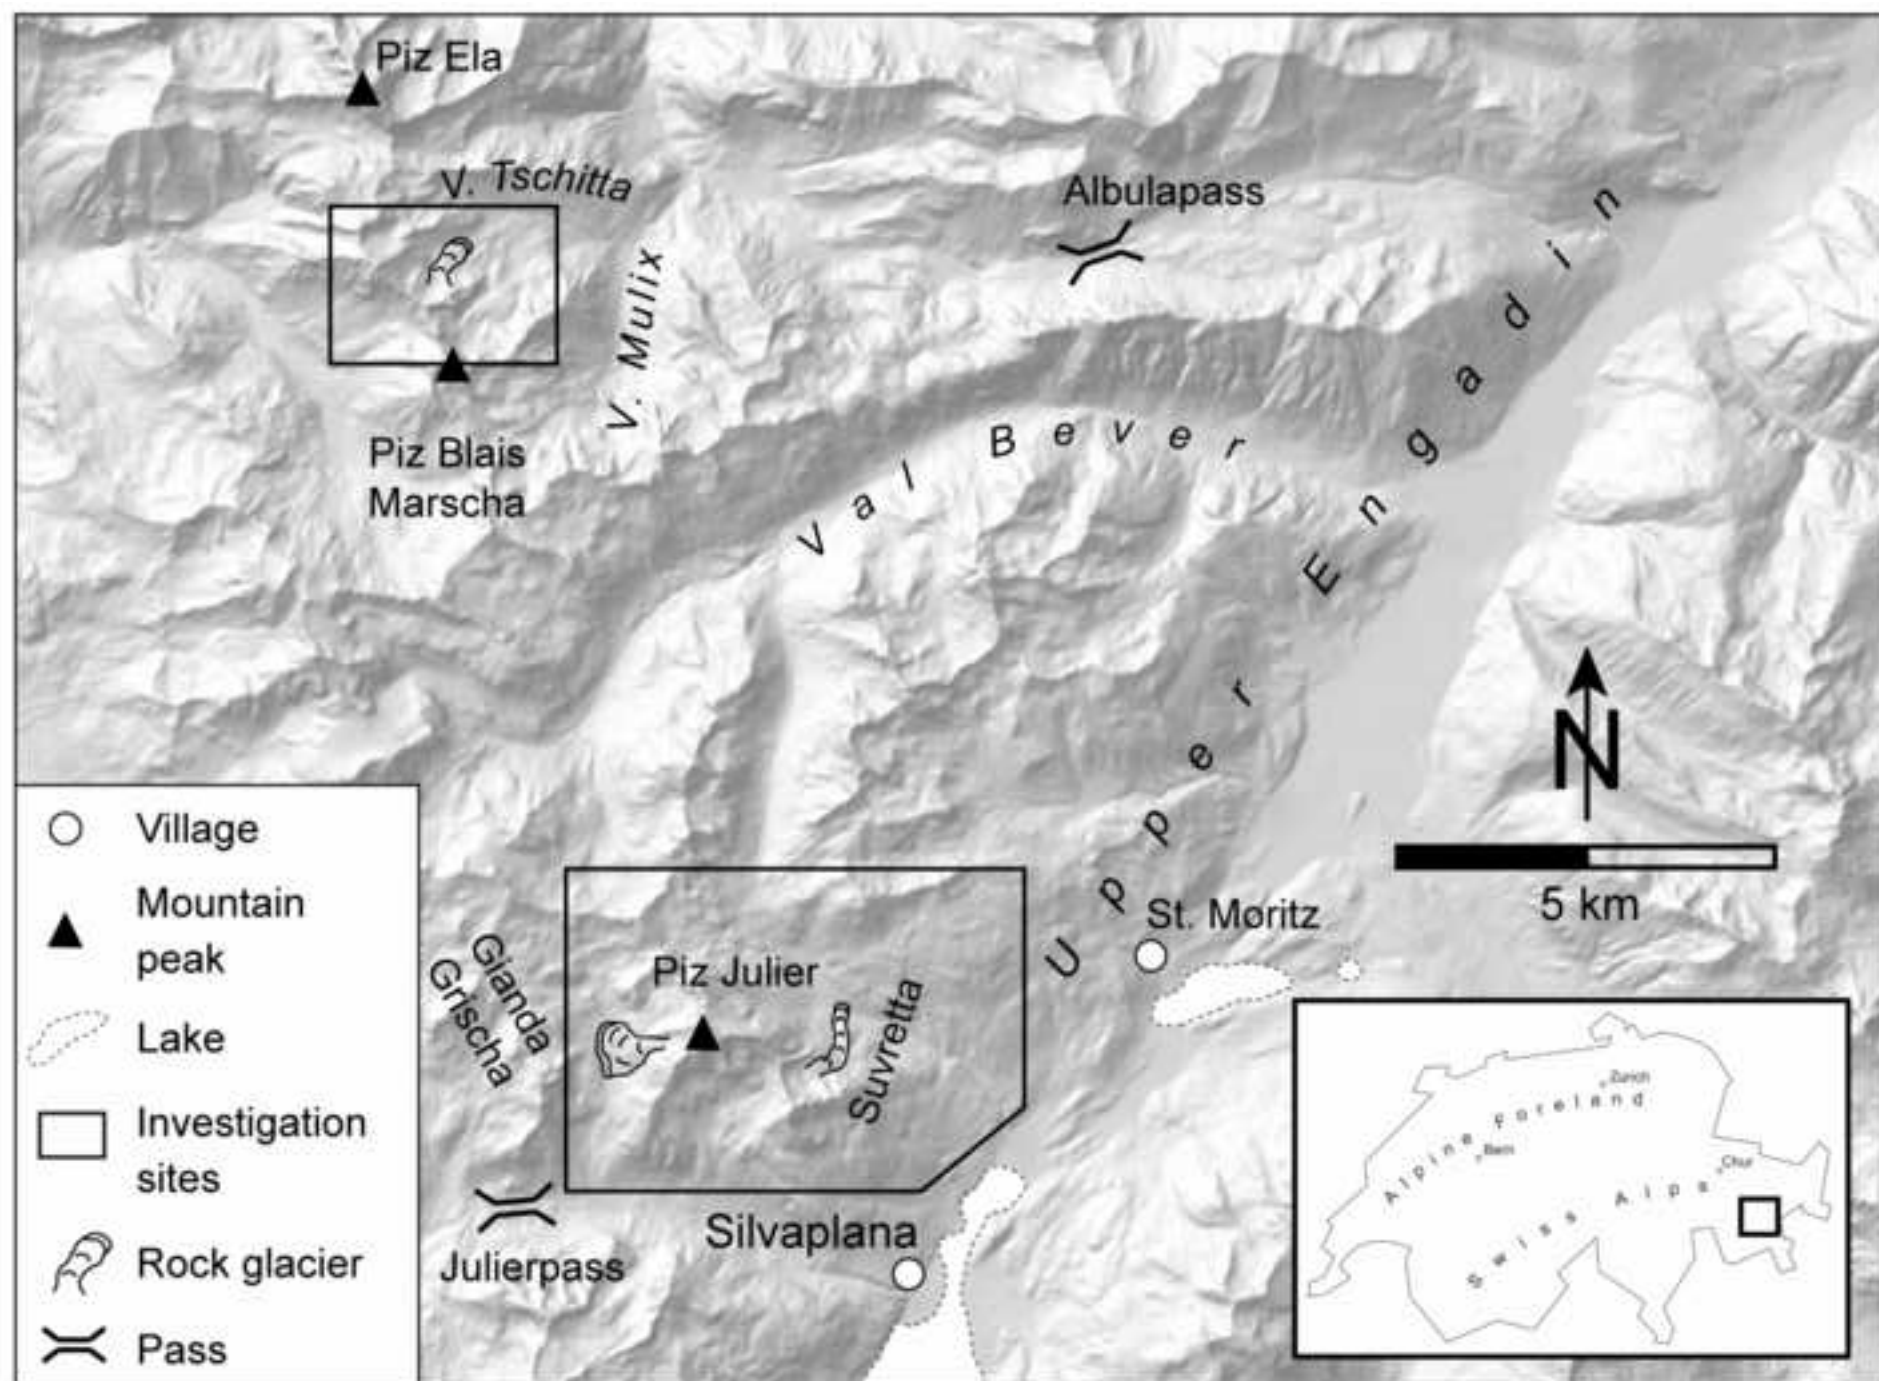 Piz Ela
V. Tschitta
Albulapass
V. Mulix
Piz Blais
Marscha
Val Bever
Upper Engadin
N
5 km
St. Moritz
Piz Julier
Gianda
Grischa
Suvretta
Silvaplana
Julierpass
Village
Mountain
peak
Lake
Investigation
sites
Rock glacier
Pass
Zurich
Alpine Foreland
Bern
Chur
Swiss Alps